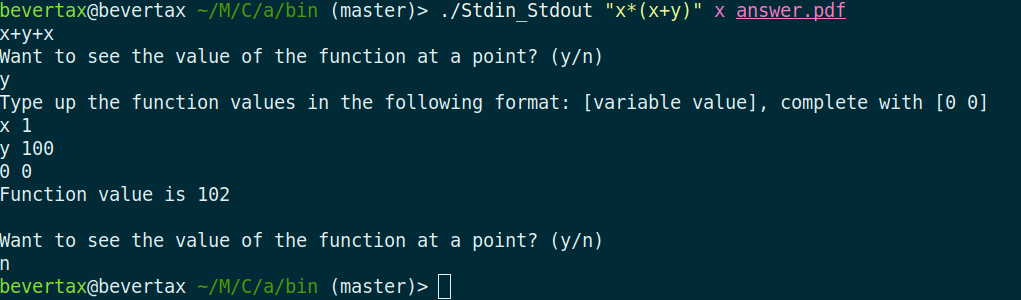 bevertax@bevertax ~/M/C/a/bin (master)> ./Stdin_Stdout "x*(x+y)" x answer.pdf
x+y+x
Want to see the value of the function at a point? (y/n)
y
Type up the function values in the following format: [variable value], complete with [0 0]
x 1
y 100
0 0
Function value is 102
Want to see the value of the function at a point? (y/n)
n
bevertax@bevertax ~/M/C/a/bin (master)>